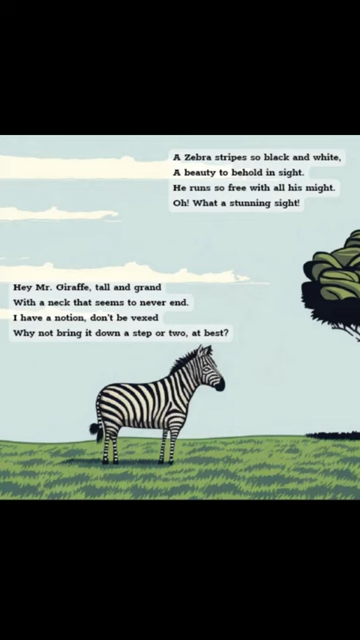 A Zebra stripes so black and white,
A beauty to behold in sight.
He runs so free with all his might.
Oh! What a stunning sight!
Hey Mr. Giraffe, tall and grand
With a neck that seems to never end.
I have a notion, don't be vexed
Why not bring it down a step or two, at best?